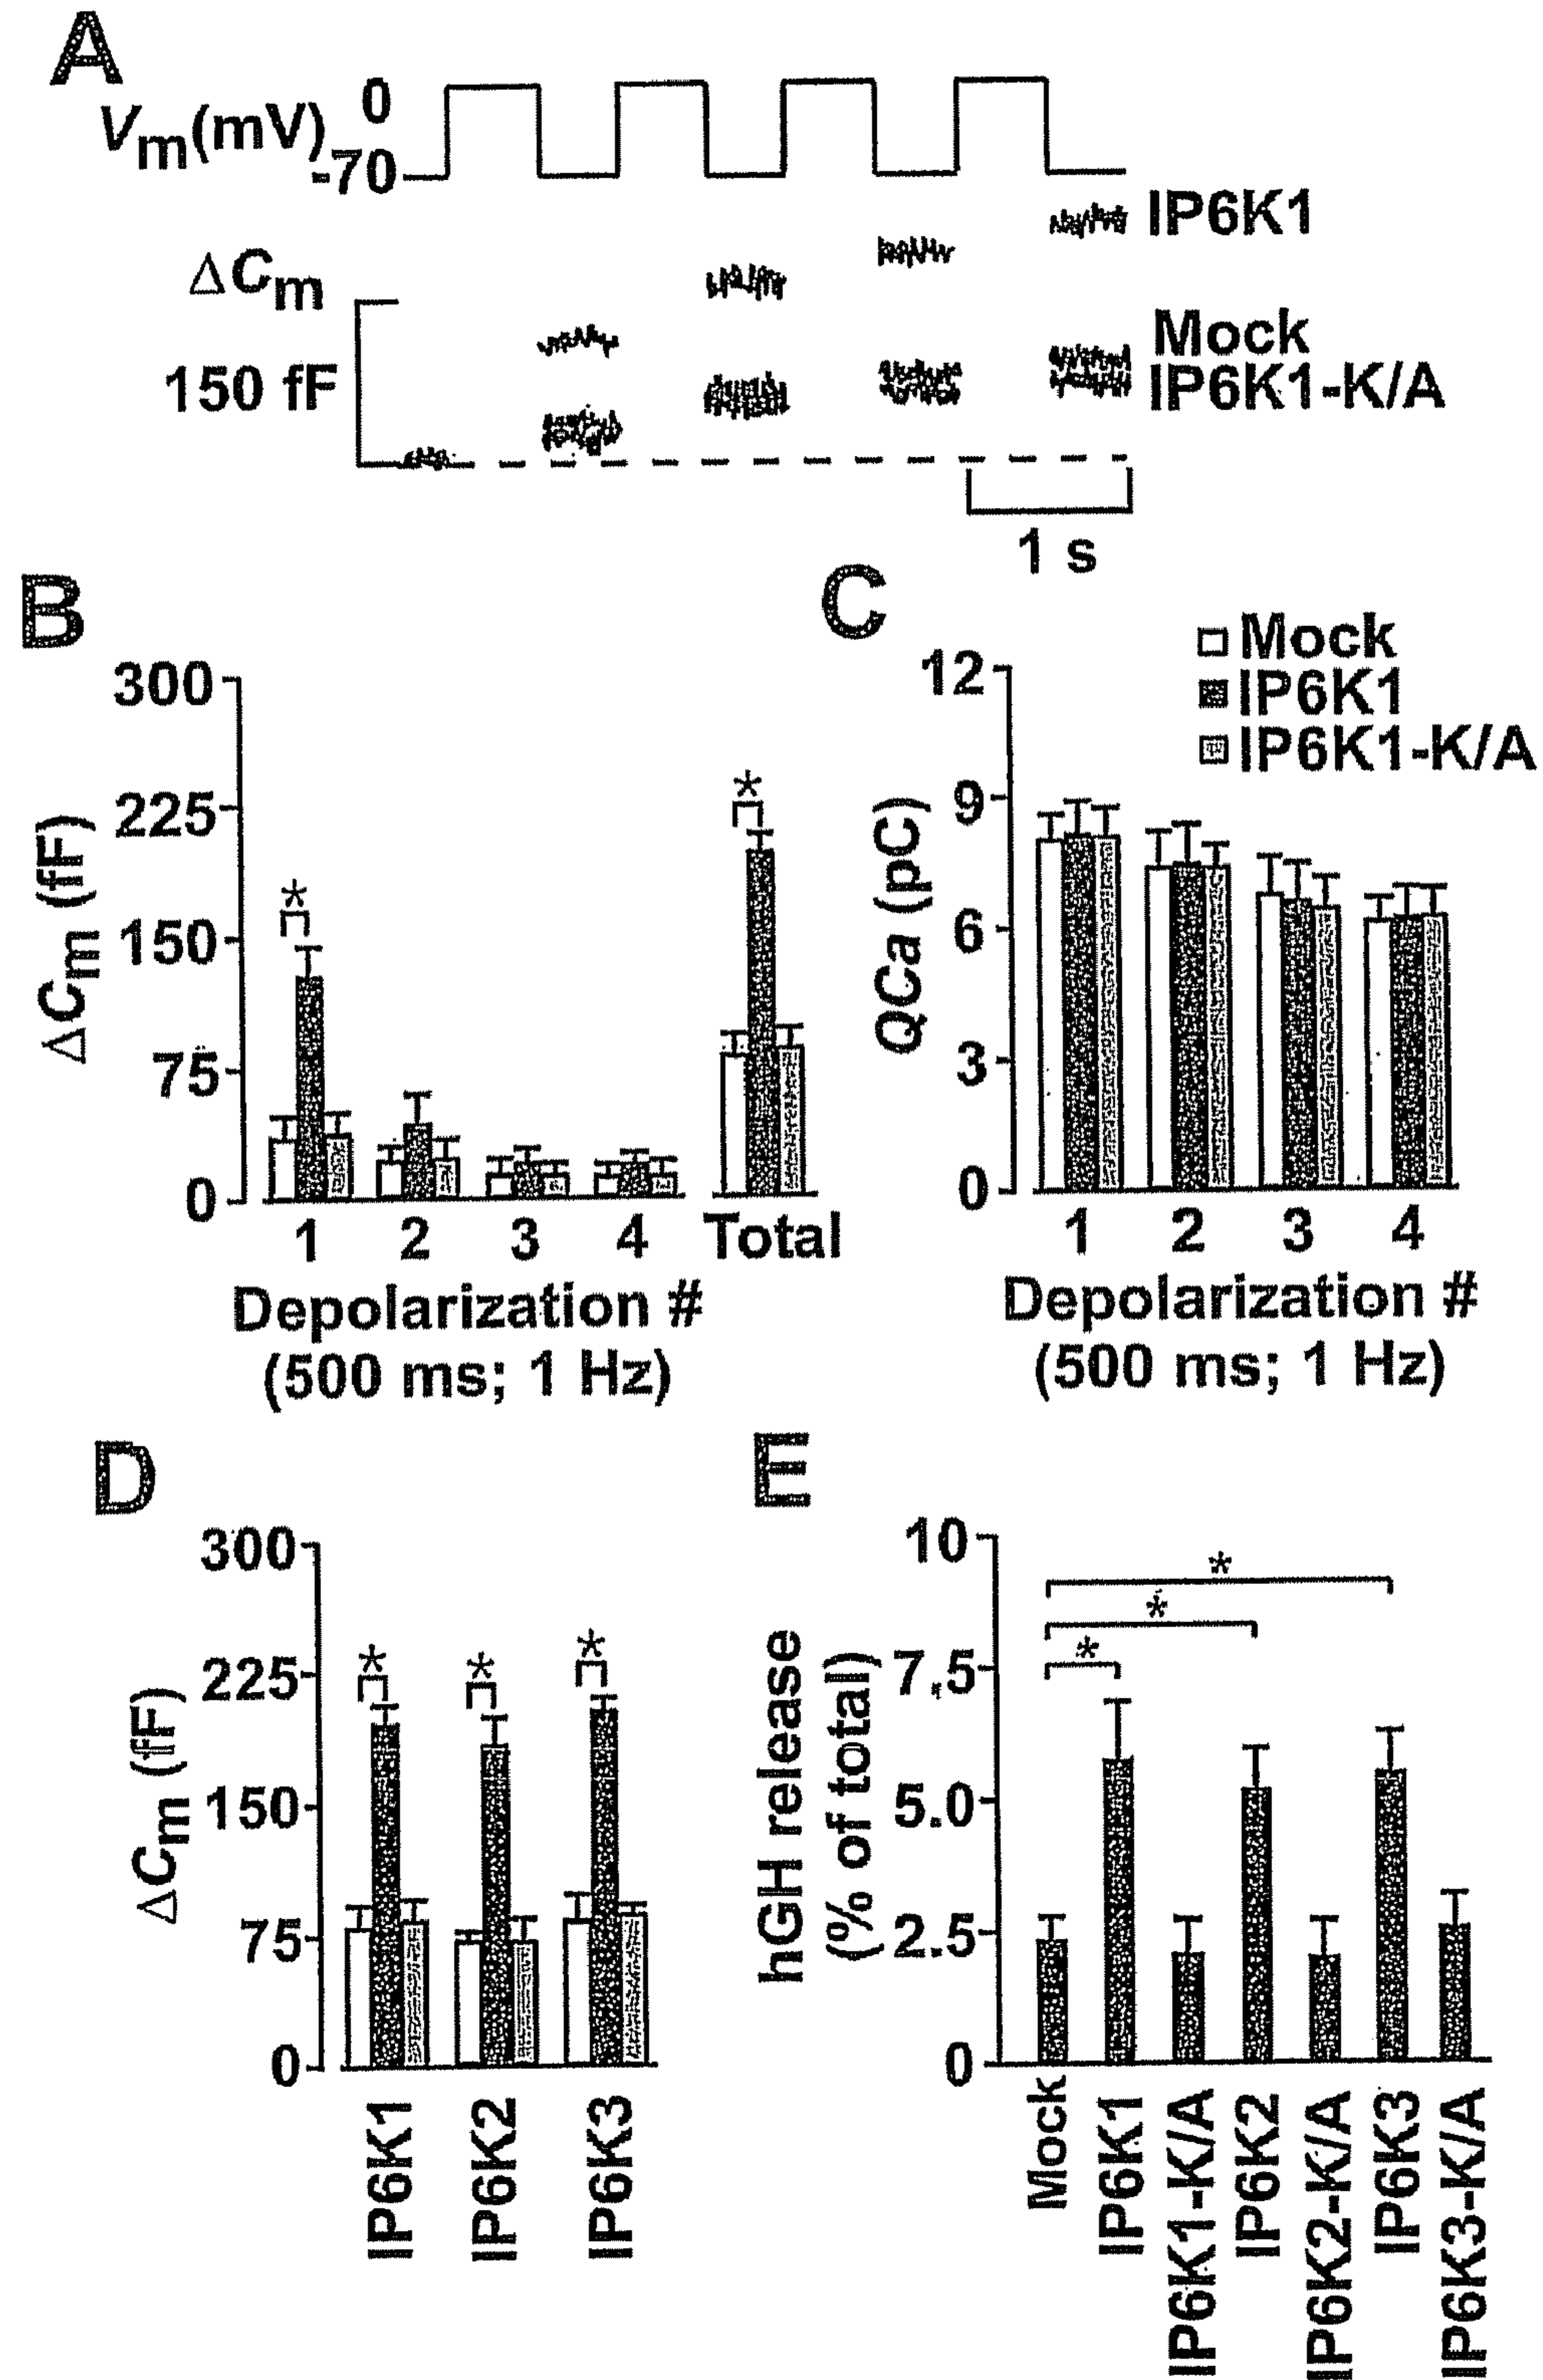 A
Vm(mV)
0
-70
IP6K1
ΔCm
150 fF
Mock
IP6K1-K/A
1 s
B
300
225
150
75
0
ΔCm (fF)
*
*
1 2 3 4 Total
Depolarization #
(500 ms; 1 Hz)
C
Mock
IP6K1
IP6K1-K/A
12
9
6
3
0
QCa (pC)
1 2 3 4
Depolarization #
(500 ms; 1 Hz)
D
300
225
150
75
0
ΔCm (fF)
* * *
IP6K1
IP6K2
IP6K3
E
10
7.5
5.0
2.5
0
hGH release
(% of total)
*
*
*
Mock
IP6K1
IP6K1-K/A
IP6K2
IP6K2-K/A
IP6K3
IP6K3-K/A